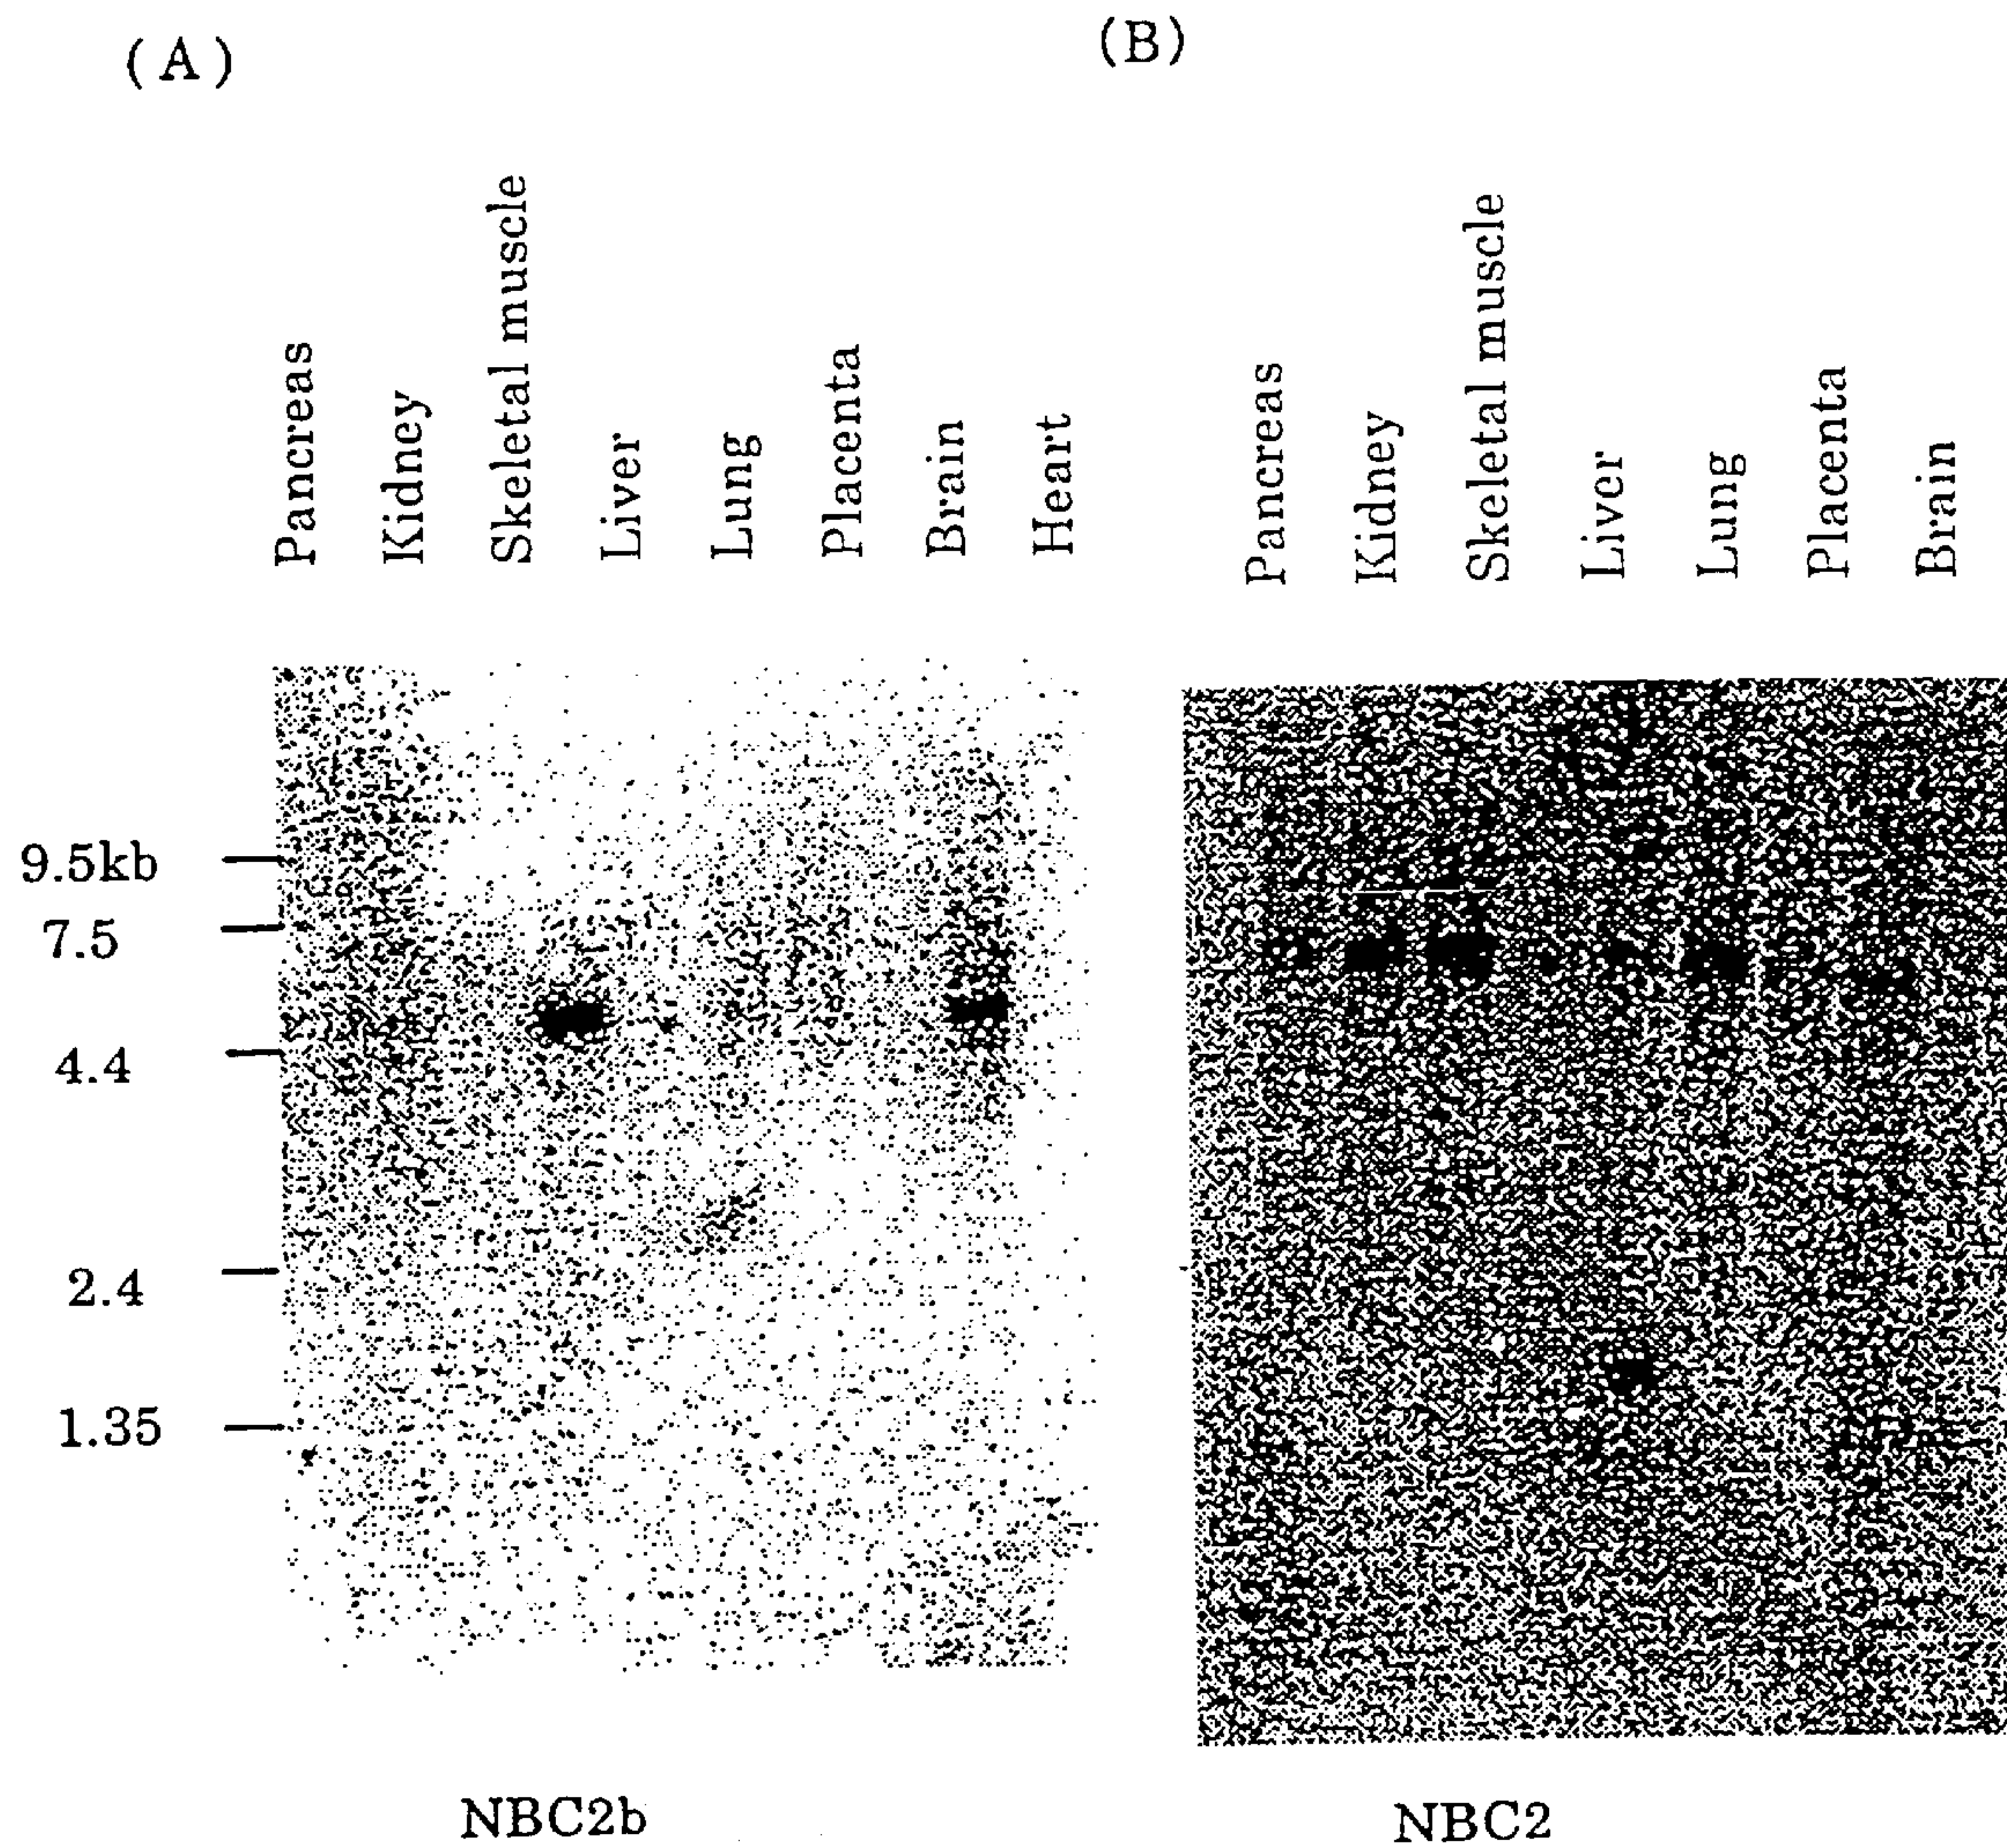 (A)
(B)
Pancreas
Kidney
Skeletal muscle
Liver
Lung
Placenta
Brain
Heart
Pancreas
Kidney
Skeletal muscle
Liver
Lung
Placenta
Brain
9.5kb
7.5
4.4
2.4
1.35
NBC2b
NBC2